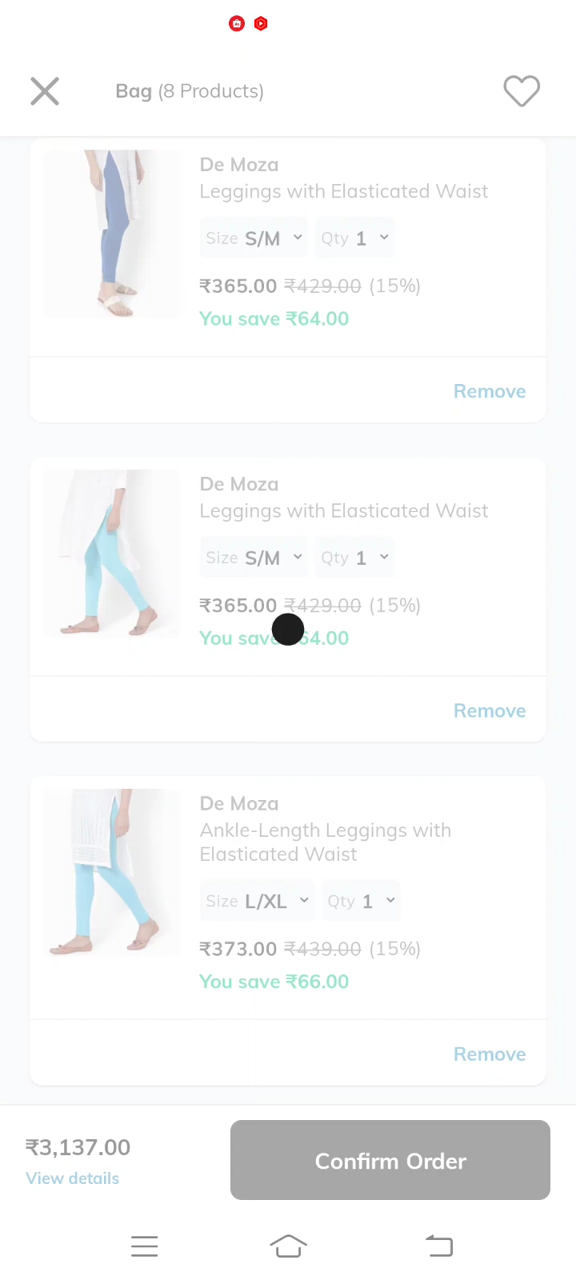 Bag (8 Products)
De Moza
Leggings with Elasticated Waist
Size S/M Qty 1
₹365.00 ₹429.00 (15%)
You save ₹64.00
Remove
De Moza
Leggings with Elasticated Waist
Size S/M Qty 1
₹365.00 ₹429.00 (15%)
You save 64.00
Remove
De Moza
Ankle-Length Leggings with
Elasticated Waist
Size L/XL Qty 1
₹373.00 ₹439.00 (15%)
You save ₹66.00
Remove
₹3,137.00
View details
Confirm Order